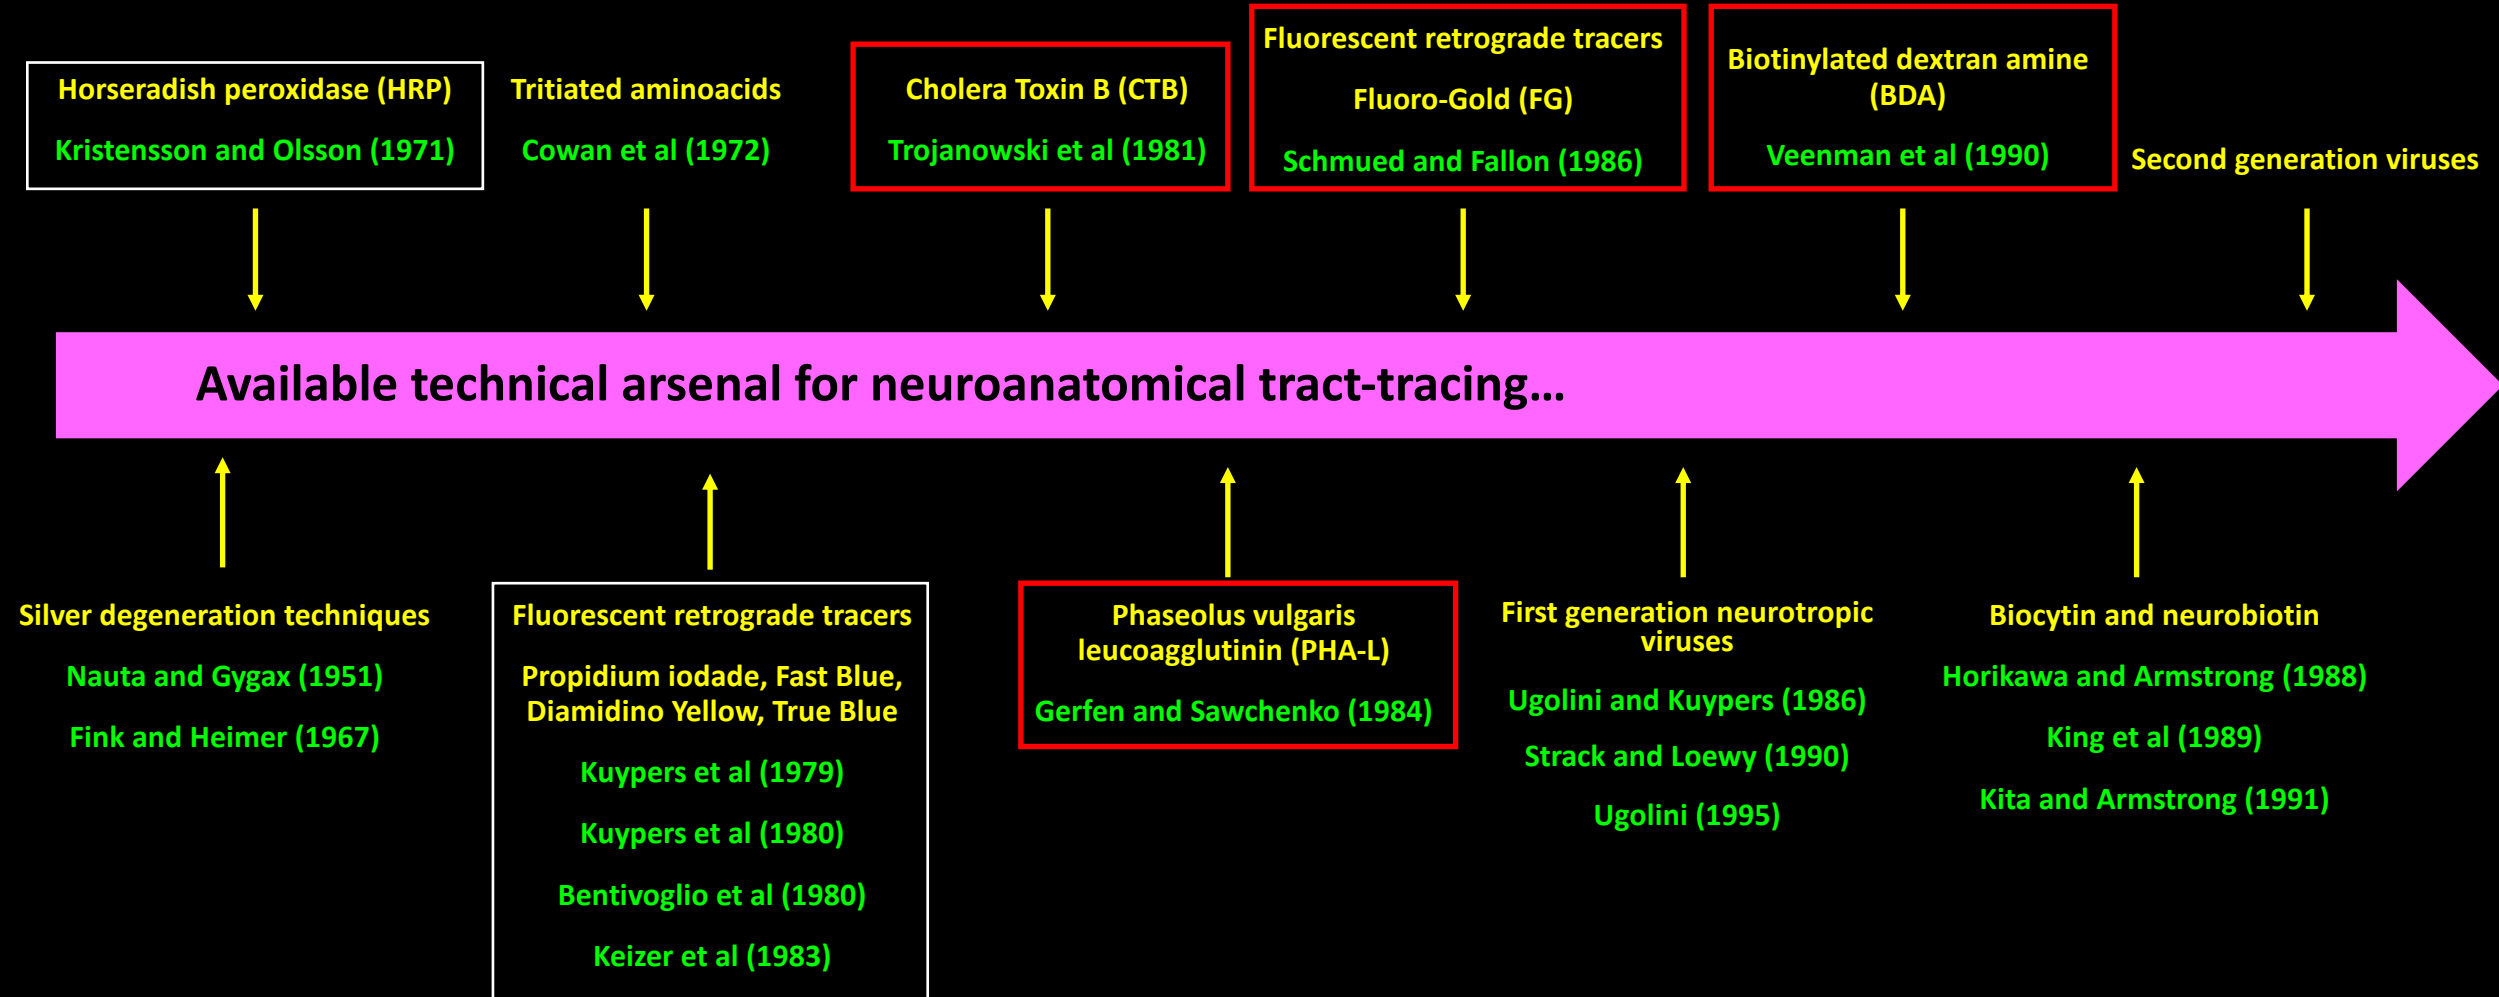 Horseradish peroxidase (HRP)
Kristensson and Olsson (1971)
Tritiated aminoacids
Cowan et al (1972)
Cholera Toxin B (CTB)
Trojanowski et al (1981)
Fluorescent retrograde tracers
Fluoro-Gold (FG)
Schmued and Fallon (1986)
Biotinylated dextran amine
(BDA)
Veenman et al (1990)
Second generation viruses
Available technical arsenal for neuroanatomical tract-tracing...
Silver degeneration techniques
Nauta and Gygax (1951)
Fink and Heimer (1967)
Fluorescent retrograde tracers
Propidium iodade, Fast Blue,
Diamidino Yellow, True Blue
Kuypers et al (1979)
Kuypers et al (1980)
Bentivoglio et al (1980)
Keizer et al (1983)
Phaseolus vulgaris
leucoagglutinin (PHA-L)
Gerfen and Sawchenko (1984)
First generation neurotropic
viruses
Ugolini and Kuypers (1986)
Strack and Loewy (1990)
Ugolini (1995)
Biocytin and neurobiotin
Horikawa and Armstrong (1988)
King et al (1989)
Kita and Armstrong (1991)